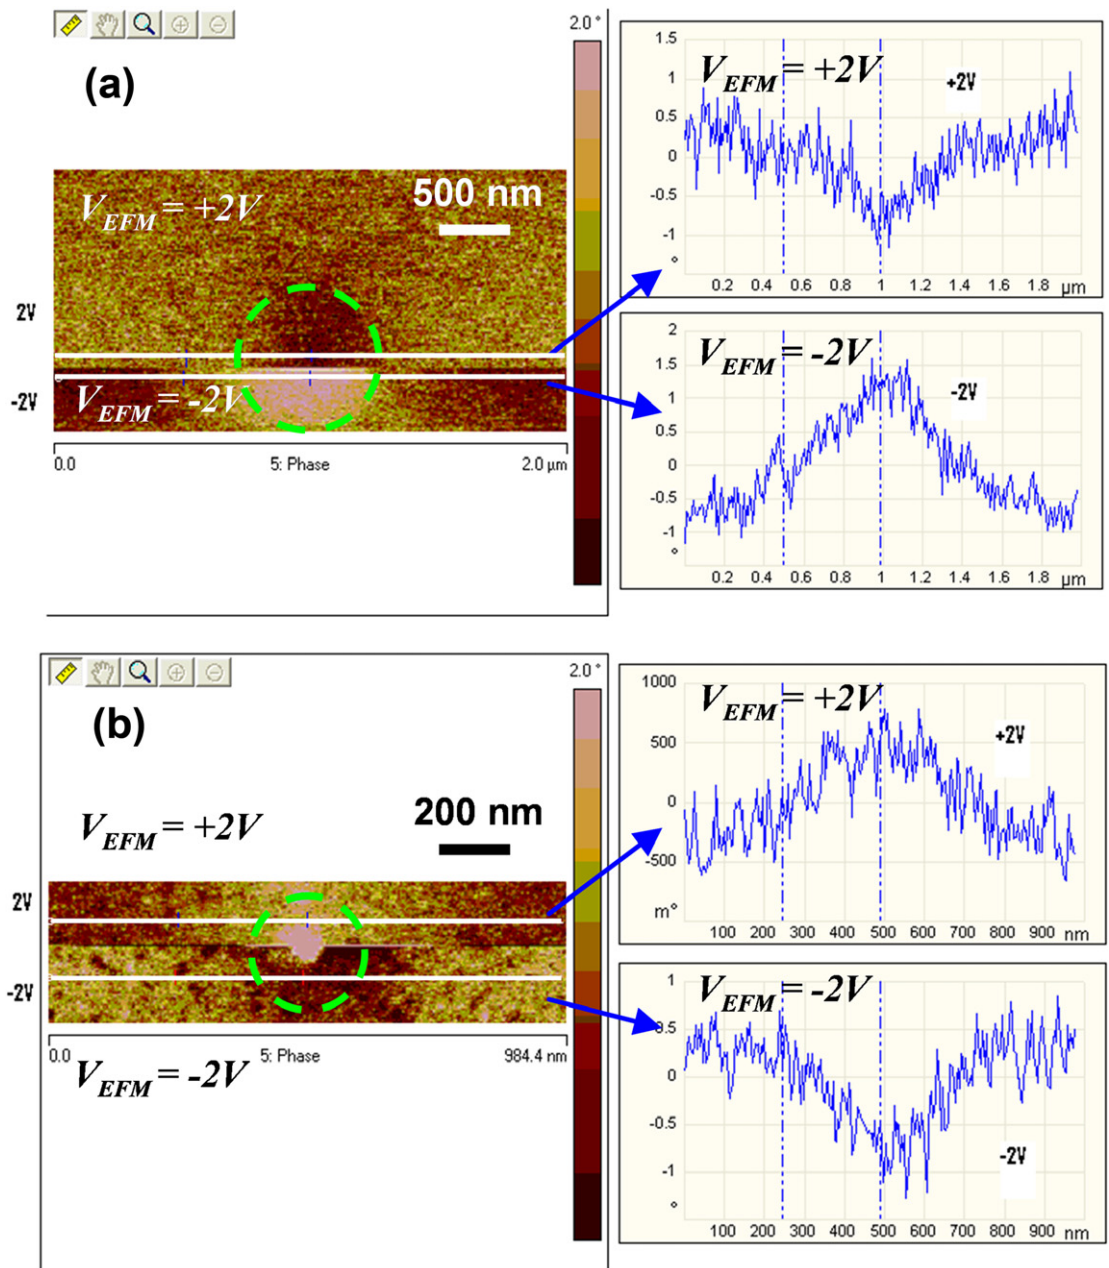 (a)
2.0 °
V_EFM = +2V
500 nm
2V
-2V
V_EFM = -2V
0.0 5: Phase 2.0 µm
V_EFM = +2V
+2V
1.5
1
0.5
0
-0.5
-1
°
0.2 0.4 0.6 0.8 1 1.2 1.4 1.6 1.8 µm
V_EFM = -2V
-2V
2
1.5
1
0.5
0
-0.5
-1
°
0.2 0.4 0.6 0.8 1 1.2 1.4 1.6 1.8 µm
(b)
2.0 °
V_EFM = +2V
200 nm
2V
-2V
0.0 5: Phase 984.4 nm
V_EFM = -2V
V_EFM = +2V
+2V
1000
500
0
-500
m°
100 200 300 400 500 600 700 800 900 nm
V_EFM = -2V
1
0.5
0
-0.5
-1
-2V
°
100 200 300 400 500 600 700 800 900 nm